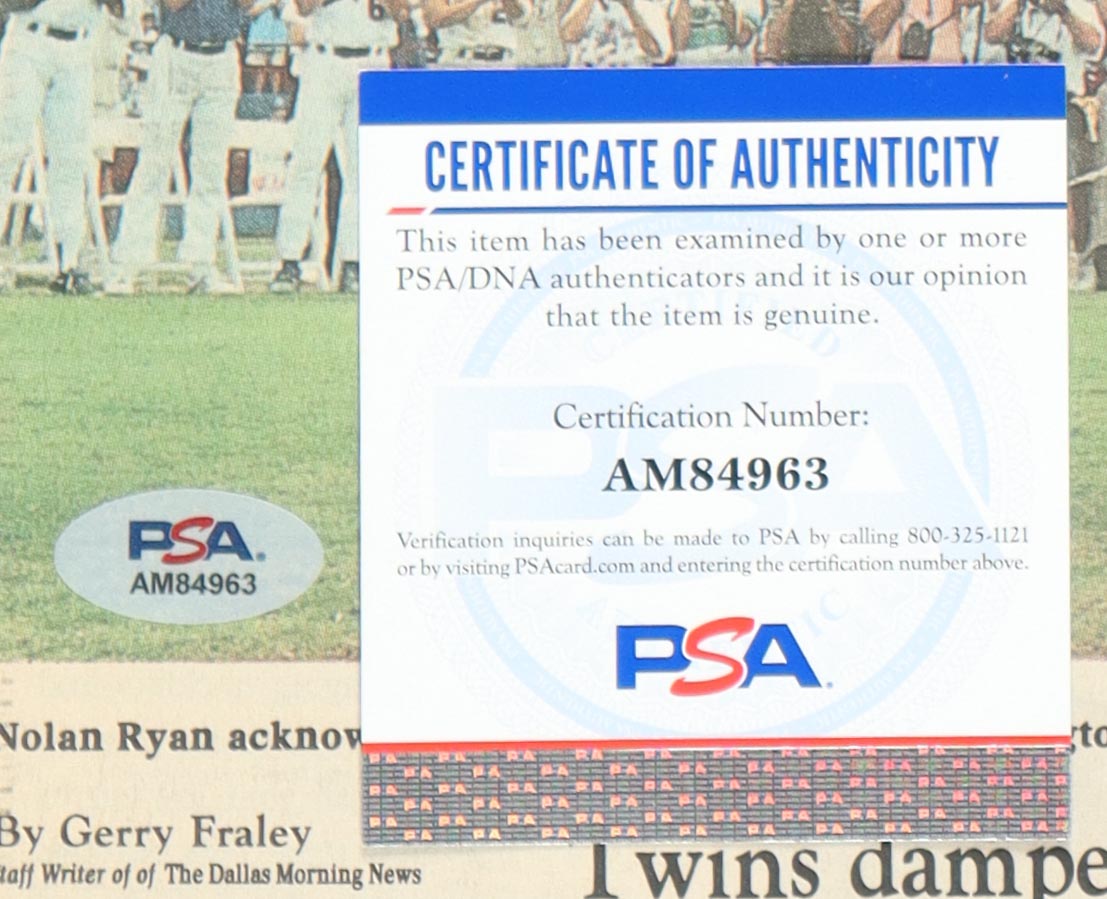 CERTIFICATE OF AUTHENTICITY
This item has been examined by one or more
PSA/DNA authenticators and it is our opinion
that the item is genuine.
Certification Number:
AM84963
Verification inquiries can be made to PSA by calling 800-325-1121
or by visiting PSAcard.com and entering the certification number above.
PSA
PSA
AM84963
Nolan Ryan acknow
By Gerry Fraley
taff Writer of of The Dallas Morning News
Twins dampe